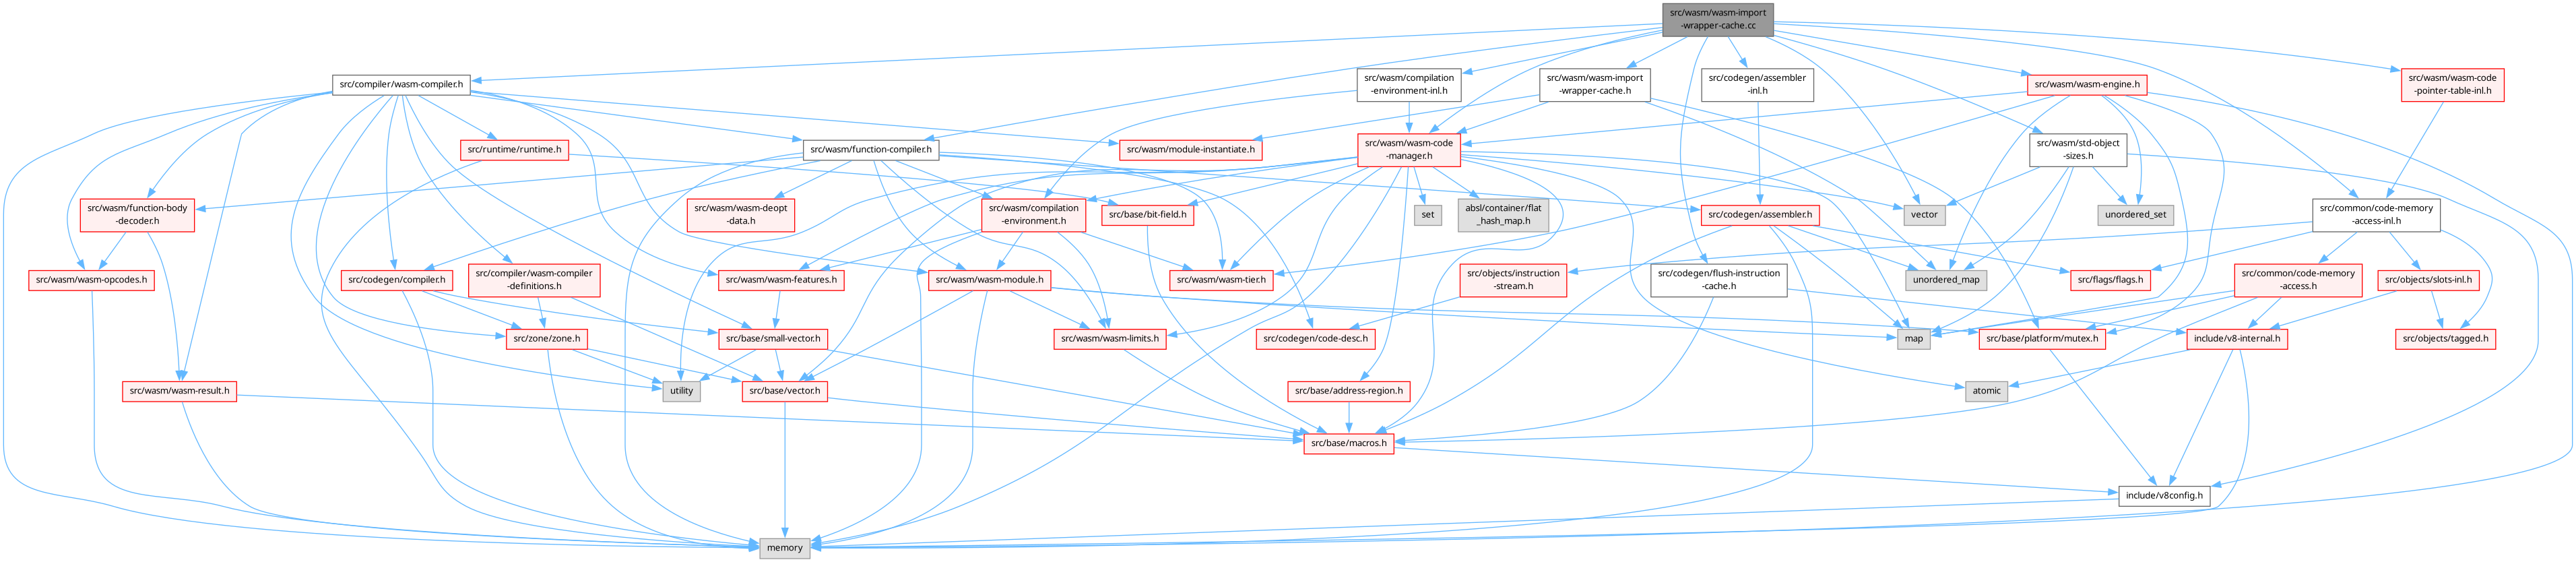 src/wasm/wasm-import
-wrapper-cache.cc
src/compiler/wasm-compiler.h
src/wasm/compilation
-environment-inl.h
src/wasm/wasm-import
-wrapper-cache.h
src/codegen/assembler
-inl.h
src/wasm/wasm-engine.h
src/wasm/wasm-code
-pointer-table-inl.h
src/runtime/runtime.h
src/wasm/function-compiler.h
src/wasm/module-instantiate.h
src/wasm/wasm-code
-manager.h
src/wasm/std-object
-sizes.h
src/wasm/function-body
-decoder.h
src/wasm/wasm-deopt
-data.h
src/wasm/compilation
-environment.h
src/base/bit-field.h
set
absl/container/flat
_hash_map.h
src/codegen/assembler.h
vector
unordered_set
src/common/code-memory
-access-inl.h
src/wasm/wasm-opcodes.h
src/codegen/compiler.h
src/compiler/wasm-compiler
-definitions.h
src/wasm/wasm-features.h
src/wasm/wasm-module.h
src/wasm/wasm-tier.h
src/objects/instruction
-stream.h
src/codegen/flush-instruction
-cache.h
unordered_map
src/flags/flags.h
src/common/code-memory
-access.h
src/objects/slots-inl.h
src/zone/zone.h
src/base/small-vector.h
src/wasm/wasm-limits.h
src/codegen/code-desc.h
map
src/base/platform/mutex.h
include/v8-internal.h
src/objects/tagged.h
src/wasm/wasm-result.h
utility
src/base/vector.h
src/base/address-region.h
atomic
src/base/macros.h
include/v8config.h
memory